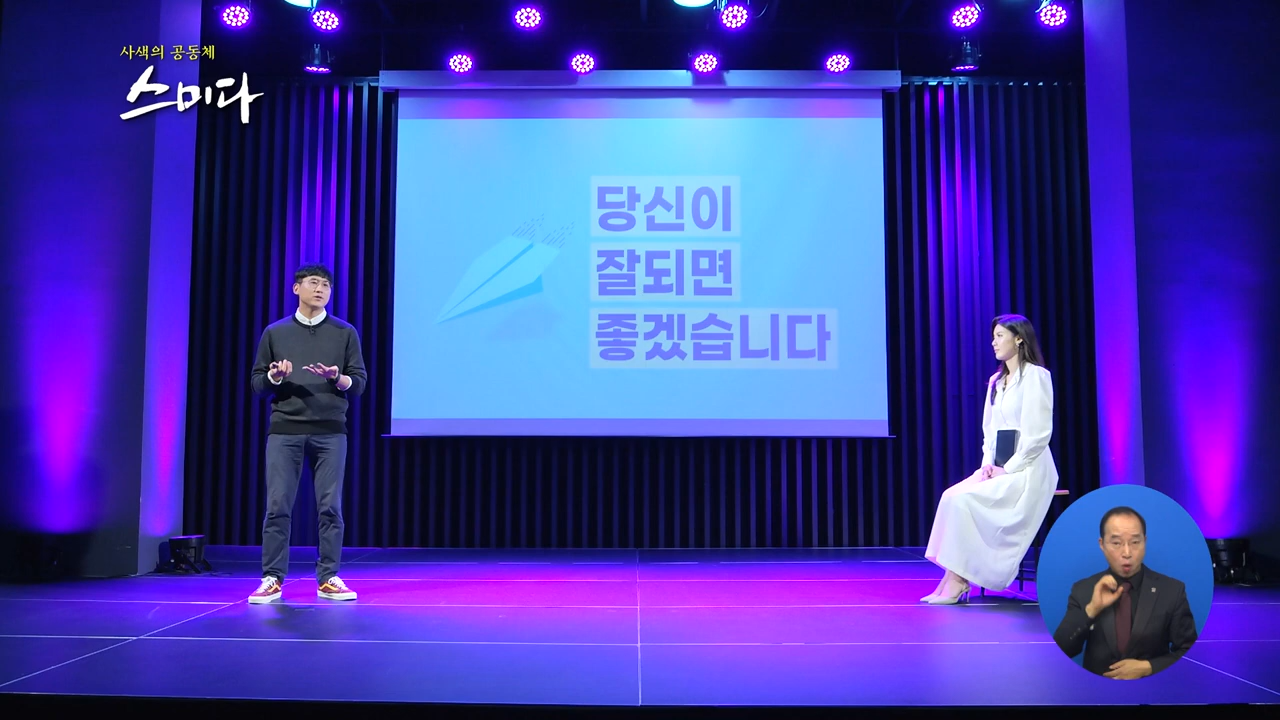 사색의 공동체
스미다
당신이
잘되면
좋겠습니다